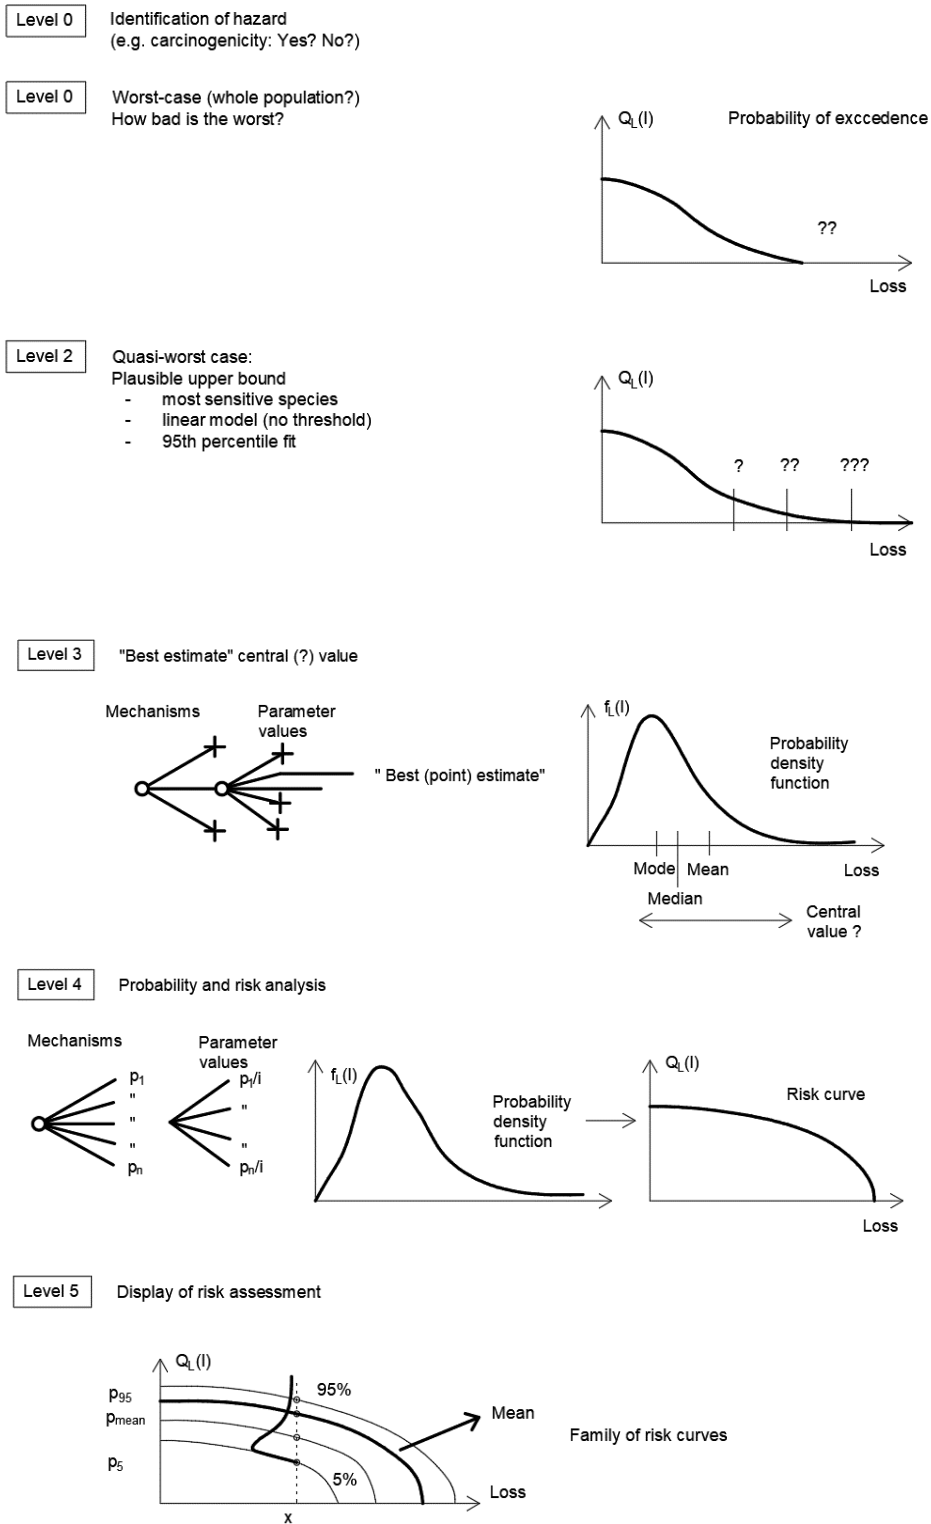 Level 0
Identification of hazard
(e.g. carcinogenicity: Yes? No?)
Level 0
Worst-case (whole population?)
How bad is the worst?
QL(l)
Probability of exccedence
??
Loss
Level 2
Quasi-worst case:
Plausible upper bound
- most sensitive species
- linear model (no threshold)
- 95th percentile fit
QL(l)
? ?? ???
Loss
Level 3
"Best estimate" central (?) value
Mechanisms
Parameter
values
" Best (point) estimate"
fL(l)
Probability
density
function
Mode
Mean
Loss
Median
Central
value ?
Level 4
Probability and risk analysis
Mechanisms
Parameter
values
p1
"
"
"
pn
p1/i
"
"
pn/i
fL(l)
Probability
density
function
QL(l)
Risk curve
Loss
Level 5
Display of risk assessment
QL(l)
p95
pmean
p5
95%
Mean
Family of risk curves
5%
Loss
x